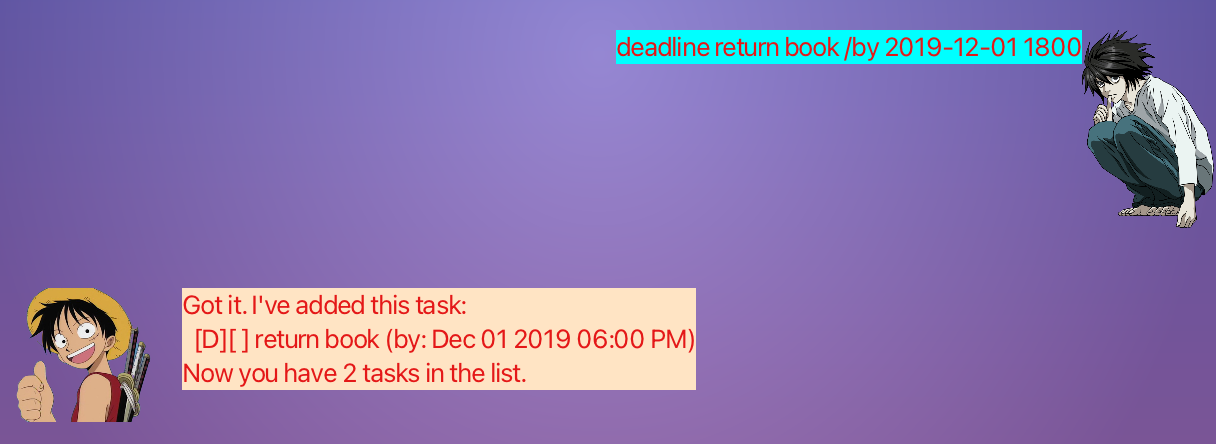 deadline return book /by 2019-12-01 1800
Got it. I've added this task:
[D][ ] return book (by: Dec 01 2019 06:00 PM)
Now you have 2 tasks in the list.